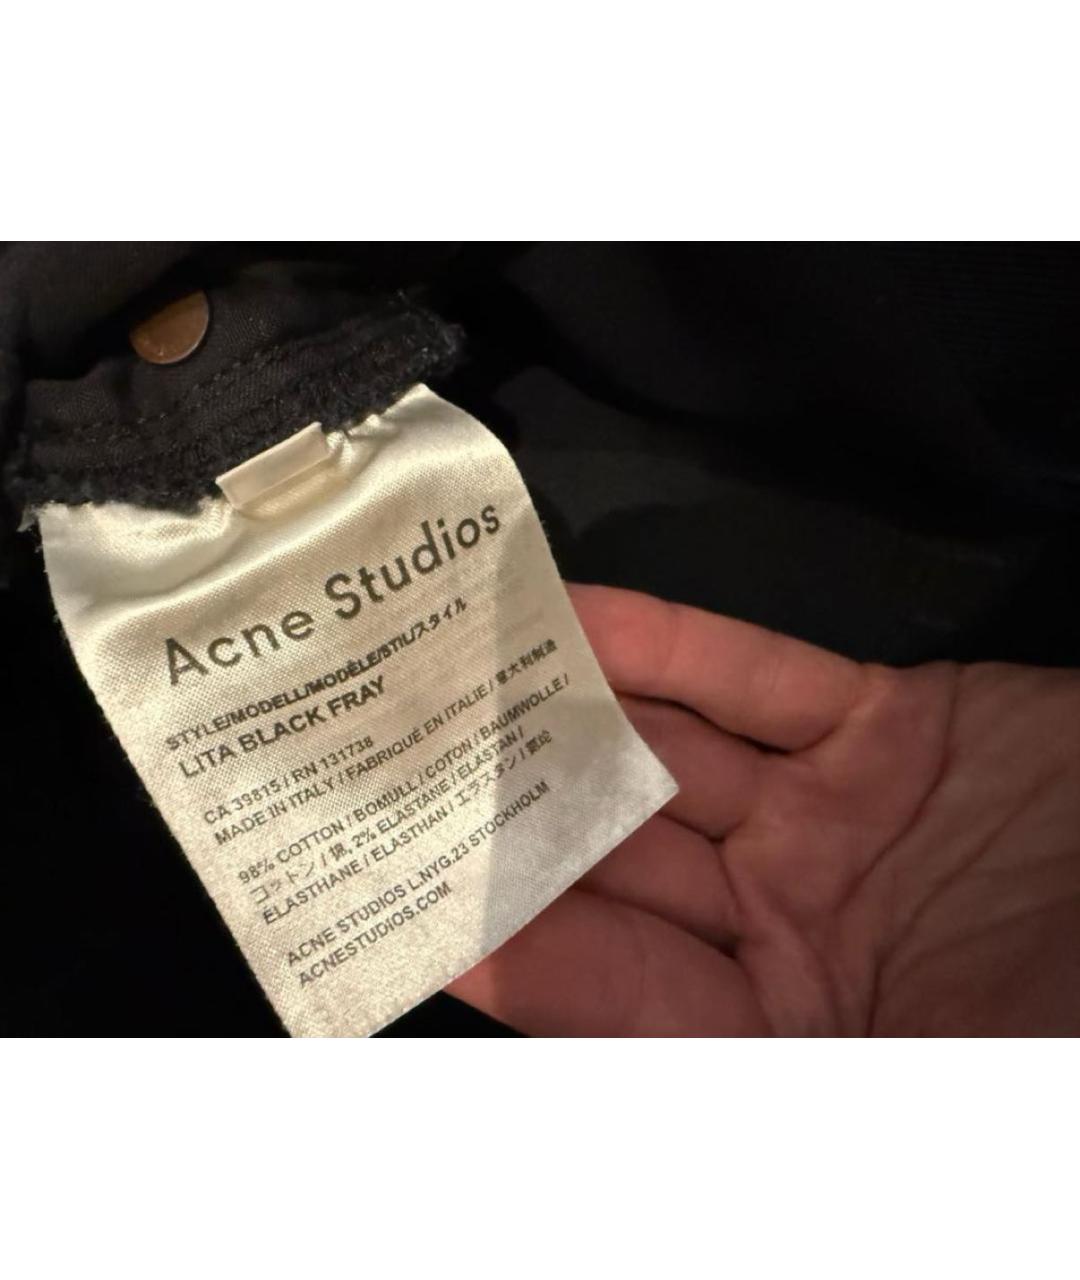 Acne Studios
STYLE/MODELL/MODÈLE/STIL/スタイル
LITA BLACK FRAY
CA 39815 / RN 131738
MADE IN ITALY / FABRIQUÉ EN ITALIE / 意大利制造
98% COTTON / BOMULL / COTON / BAUMWOLLE /
コットン / 棉, 2% ELASTANE / ELASTAN /
ÉLASTHANE / ELASTHAN / エラスタン / 氨纶
ACNE STUDIOS L.NYG.23 STOCKHOLM
ACNESTUDIOS.COM